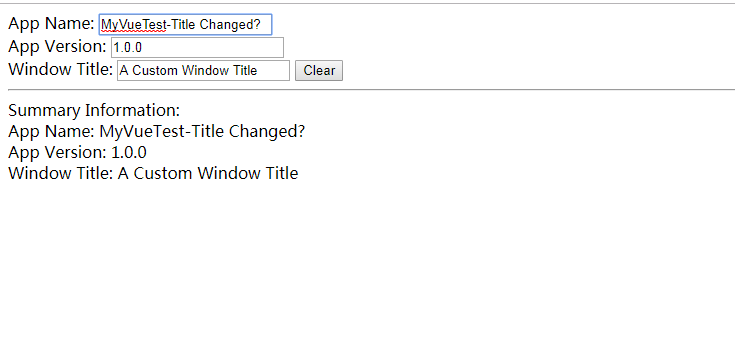 App Name: MyVueTest-Title Changed?
App Version: 1.0.0
Window Title: A Custom Window Title Clear
Summary Information:
App Name: MyVueTest-Title Changed?
App Version: 1.0.0
Window Title: A Custom Window Title